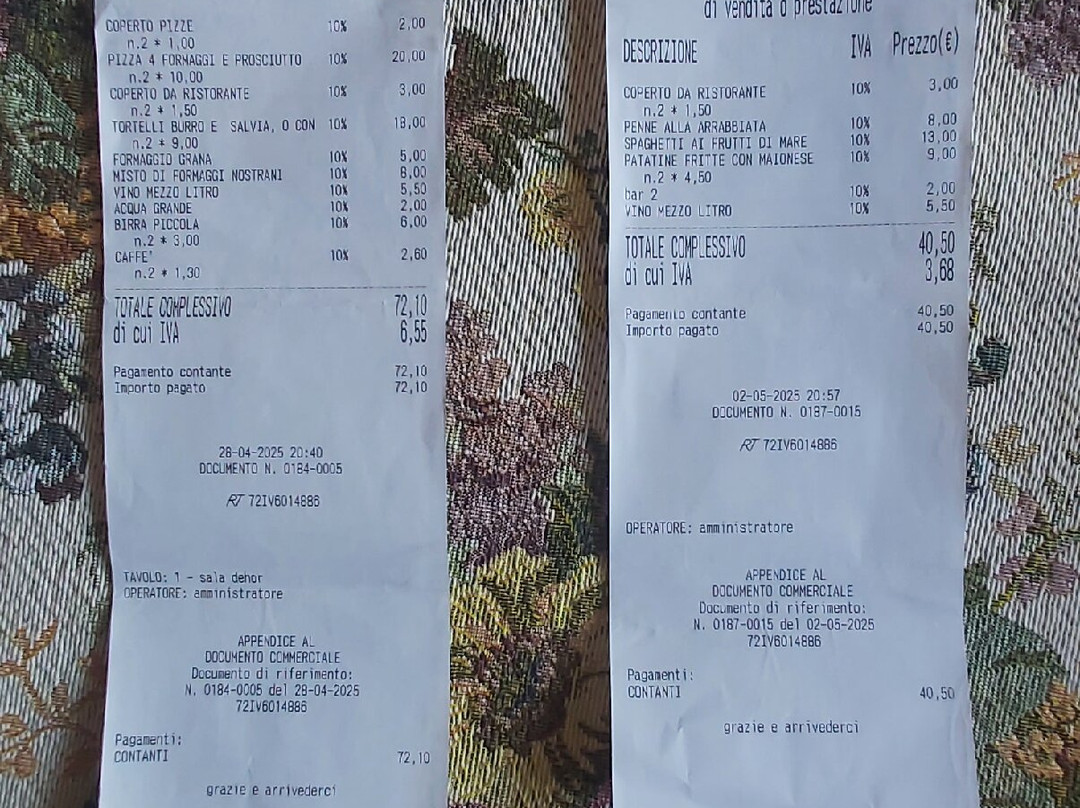 COPERTO PIZZE 10% 2,00
n.2 * 1,00
PIZZA 4 FORMAGGI E PROSCIUTTO 10% 20,00
n.2 * 10,00
COPERTO DA RISTORANTE 10% 3,00
n.2 * 1,50
TORTELLI BURRO E SALVIA, O CON 10% 18,00
n.2 * 9,00
FORMAGGIO GRANA 10% 5,00
MISTO DI FORMAGGI NOSTRANI 10% 8,00
VINO MEZZO LITRO 10% 5,50
ACQUA GRANDE 10% 2,00
BIRRA PICCOLA 10% 6,00
n.2 * 3,00
CAFFE' 10% 2,60
n.2 * 1,30
TOTALE COMPLESSIVO 72,10
di cui IVA 6,55
Pagamento contante 72,10
Importo pagato 72,10
28-04-2025 20:40
DOCUMENTO N. 0184-0005
RT 72IV6014886
TAVOLO: 1 - sala dehor
OPERATORE: amministratore
APPENDICE AL
DOCUMENTO COMMERCIALE
Documento di riferimento:
N. 0184-0005 del 28-04-2025
72IV6014886
Pagamenti:
CONTANTI 72,10
grazie e arrivederci
di vendita o prestazione
DESCRIZIONE IVA Prezzo(€)
COPERTO DA RISTORANTE 10% 3,00
n.2 * 1,50
PENNE ALLA ARRABBIATA 10% 8,00
SPAGHETTI AI FRUTTI DI MARE 10% 13,00
PATATINE FRITTE CON MAIONESE 10% 9,00
n.2 * 4,50
bar 2 10% 2,00
VINO MEZZO LITRO 10% 5,50
TOTALE COMPLESSIVO 40,50
di cui IVA 3,68
Pagamento contante 40,50
Importo pagato 40,50
02-05-2025 20:57
DOCUMENTO N. 0187-0015
RT 72IV6014886
OPERATORE: amministratore
APPENDICE AL
DOCUMENTO COMMERCIALE
Documento di riferimento:
N. 0187-0015 del 02-05-2025
72IV6014886
Pagamenti:
CONTANTI 40,50
grazie e arrivederci